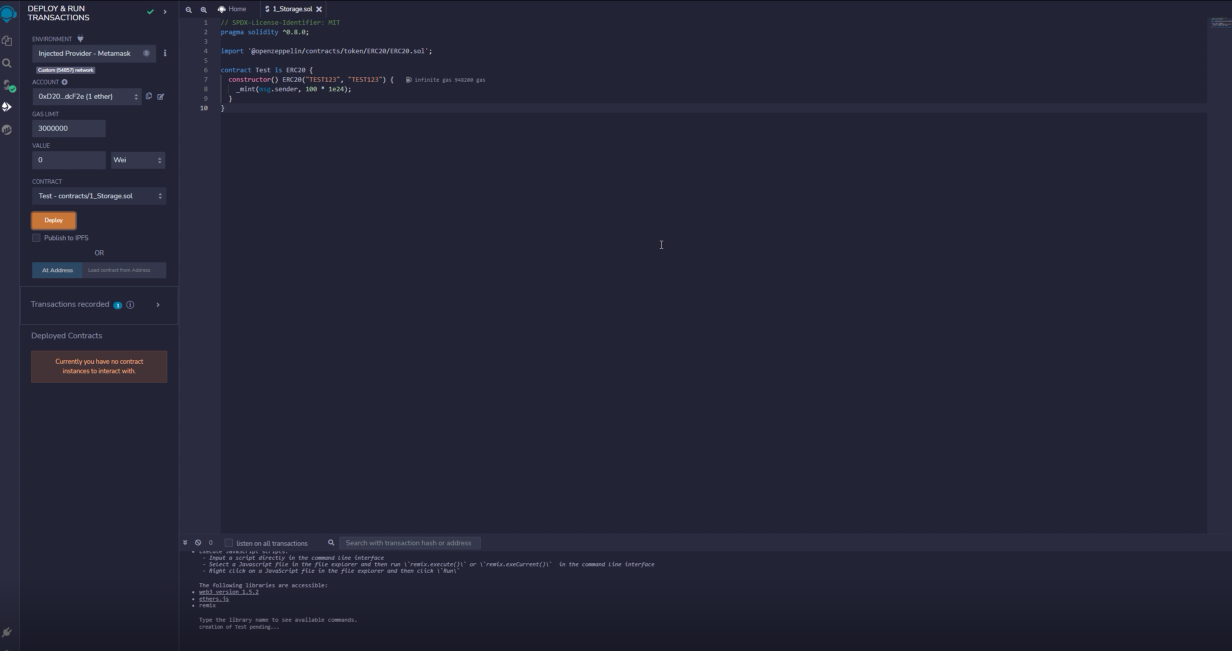 DEPLOY & RUN
TRANSACTIONS
ENVIRONMENT
Injected Provider - Metamask
Custom (54857) network
ACCOUNT
0xD20...dcF2e (1 ether)
GAS LIMIT
3000000
VALUE
0
Wei
CONTRACT
Test - contracts/1_Storage.sol
Deploy
Publish to IPFS
OR
At Address
Load contract from Address
Transactions recorded 1
Deployed Contracts
Currently you have no contract
instances to interact with.
Home
1_Storage.sol
1 // SPDX-License-Identifier: MIT
2 pragma solidity ^0.8.0;
3
4 import '@openzeppelin/contracts/token/ERC20/ERC20.sol';
5
6 contract Test is ERC20 {
7 constructor() ERC20("TEST123", "TEST123") { infinite gas 948200 gas
8 _mint(msg.sender, 100 * 1e24);
9 }
10 }
0
listen on all transactions
Search with transaction hash or address
Execute JavaScript scripts:
- Input a script directly in the command line interface
- Select a Javascript file in the file explorer and then run \`remix.execute()\` or \`remix.exeCurrent()\` in the command line interface
- Right click on a JavaScript file in the file explorer and then click \`Run\`
The following libraries are accessible:
• web3 version 1.5.2
• ethers.js
• remix
Type the library name to see available commands.
creation of Test pending...